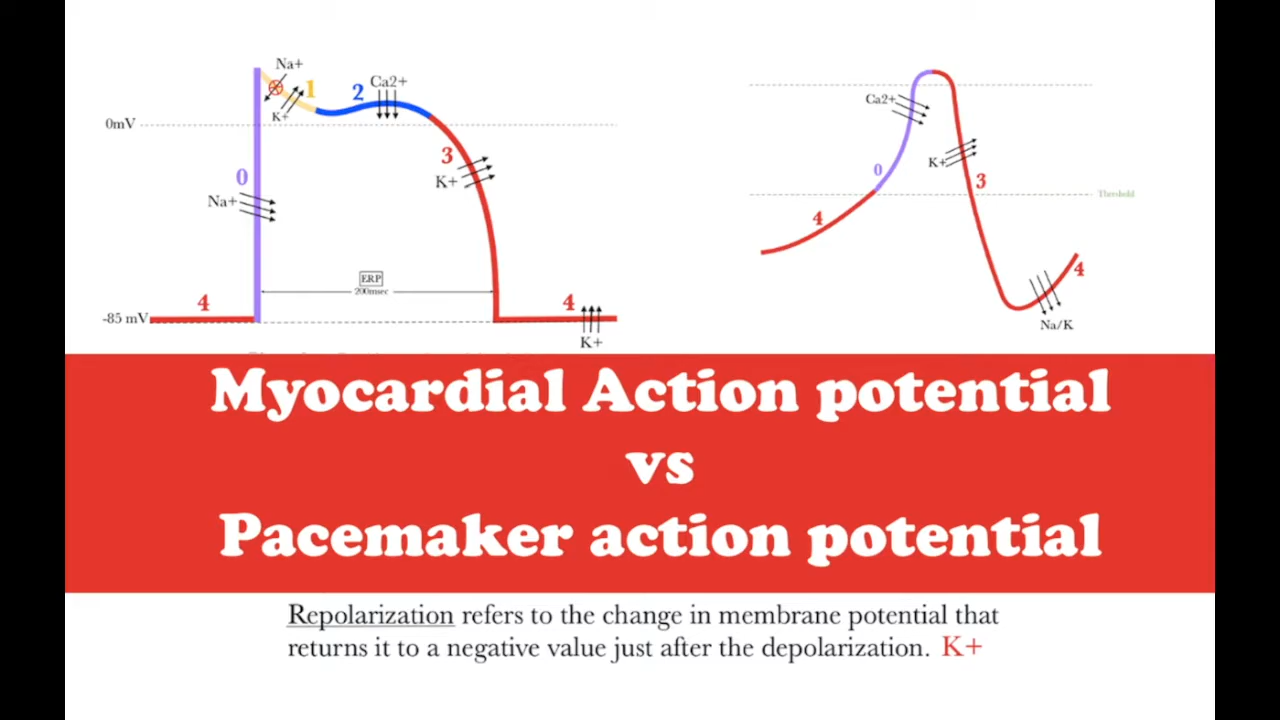 Na+
1
2
Ca2+
K+
0mV
3
K+
0
Na+
ERP
200msec
4
4
-85 mV
K+
Ca2+
K+
0
3
Threshold
4
4
Na/K
Myocardial Action potential
vs
Pacemaker action potential
Repolarization refers to the change in membrane potential that
returns it to a negative value just after the depolarization. K+